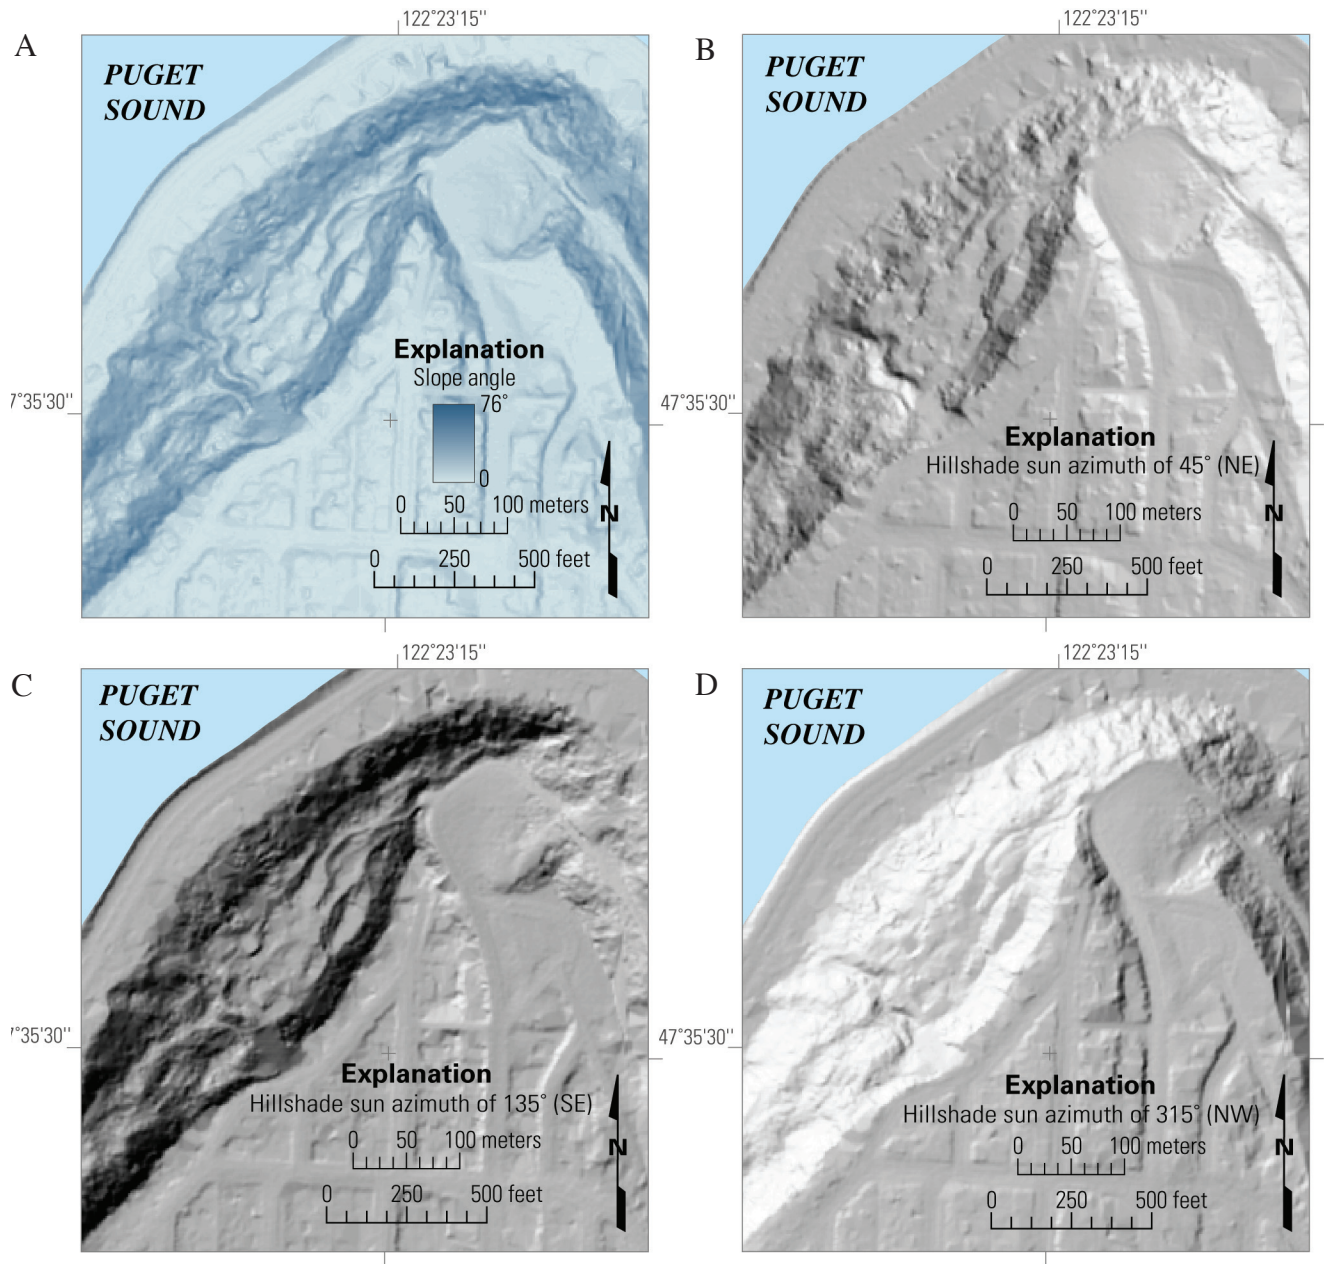 A
122°23'15"
PUGET
SOUND
Explanation
Slope angle
76°
0
7°35'30"
0 50 100 meters
0 250 500 feet
N
B
122°23'15"
PUGET
SOUND
47°35'30"
Explanation
Hillshade sun azimuth of 45° (NE)
0 50 100 meters
0 250 500 feet
N
C
122°23'15"
PUGET
SOUND
7°35'30"
Explanation
Hillshade sun azimuth of 135° (SE)
0 50 100 meters
0 250 500 feet
N
D
122°23'15"
PUGET
SOUND
47°35'30"
Explanation
Hillshade sun azimuth of 315° (NW)
0 50 100 meters
0 250 500 feet
N